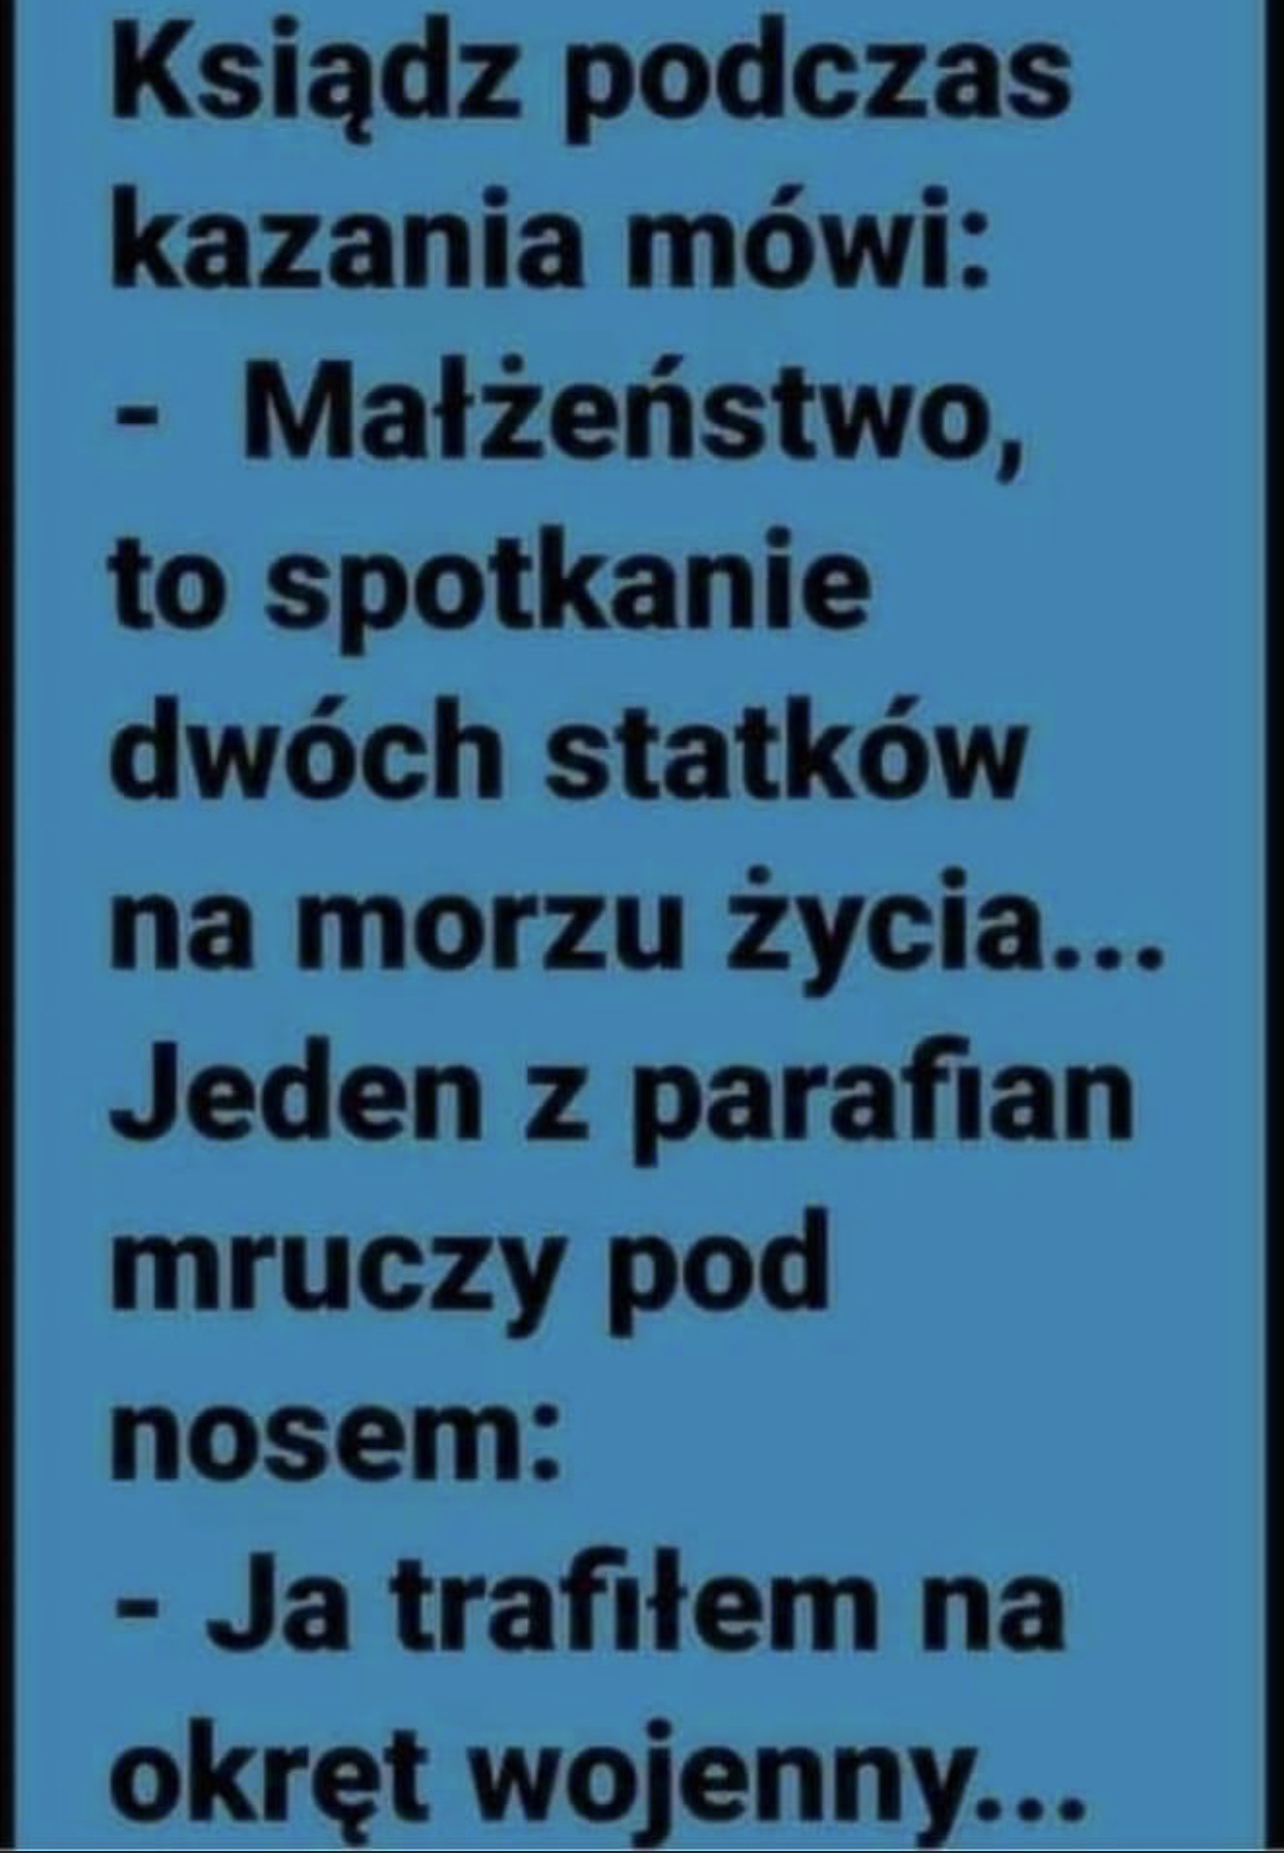 Ksiądz podczas
kazania mówi:
- Małżeństwo,
to spotkanie
dwóch statków
na morzu życia...
Jeden z parafian
mruczy pod
nosem:
- Ja trafiłem na
okręt wojenny...